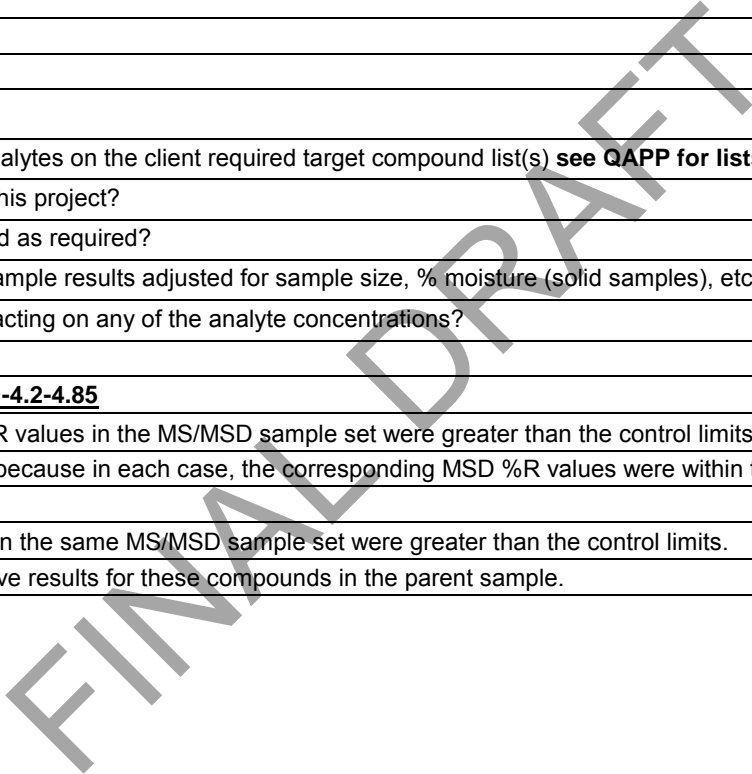 alytes on the client required target compound list(s) see QAPP for list
his project?
d as required?
ample results adjusted for sample size, % moisture (solid samples), etc
acting on any of the analyte concentrations?
-4.2-4.85
R values in the MS/MSD sample set were greater than the control limits
because in each case, the corresponding MSD %R values were within
n the same MS/MSD sample set were greater than the control limits.
ve results for these compounds in the parent sample.
FINAL DRAFT